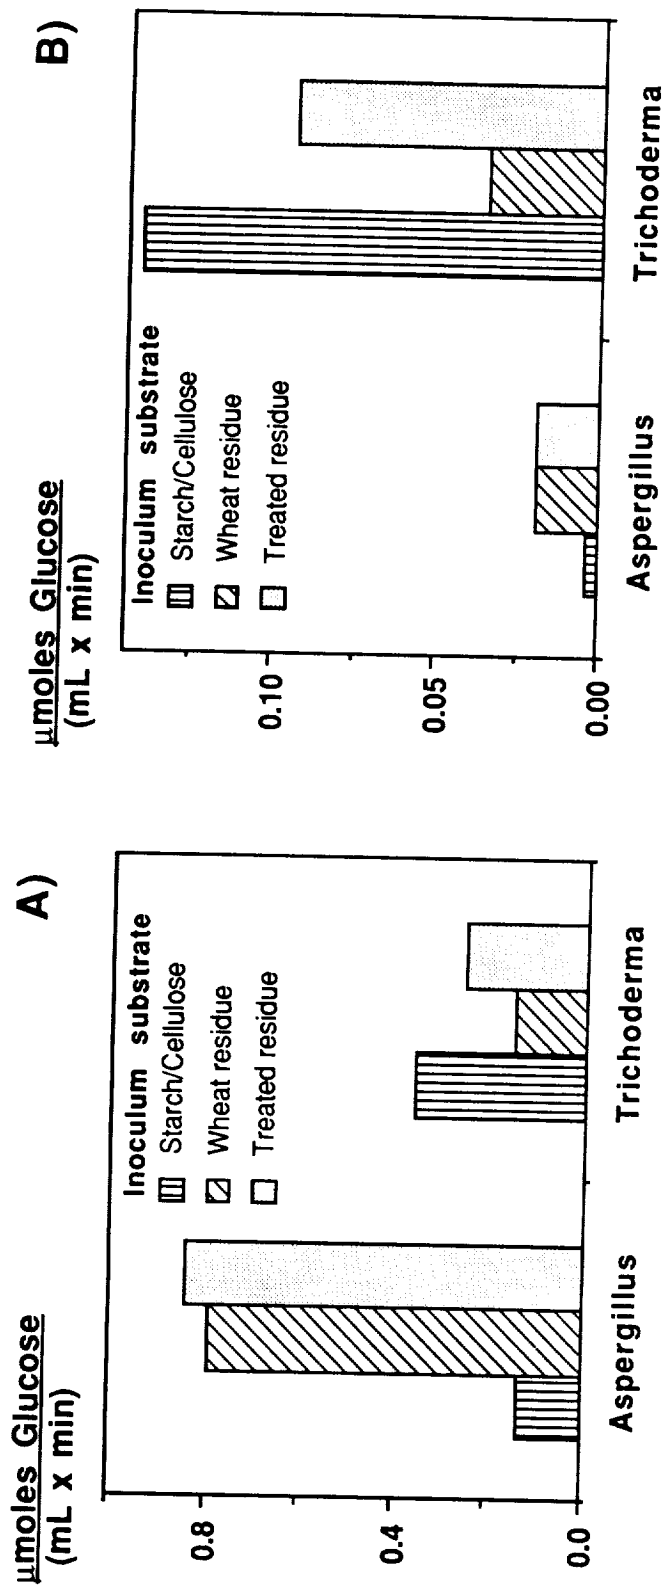 A)
µmoles Glucose
(mL x min)
Inoculum substrate
Starch/Cellulose
Wheat residue
Treated residue
0.8
0.4
0.0
Aspergillus
Trichoderma
B)
µmoles Glucose
(mL x min)
Inoculum substrate
Starch/Cellulose
Wheat residue
Treated residue
0.10
0.05
0.00
Aspergillus
Trichoderma